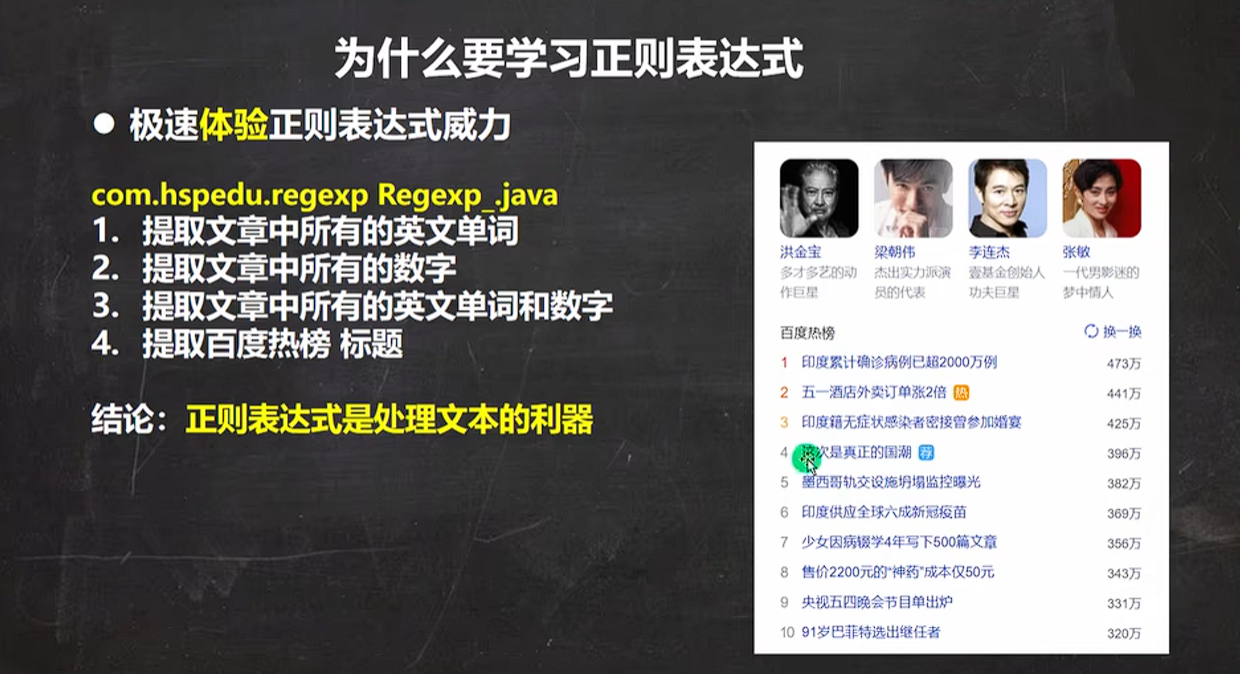 为什么要学习正则表达式
● 极速体验正则表达式威力
com.hspedu.regexp Regexp_.java
1. 提取文章中所有的英文单词
2. 提取文章中所有的数字
3. 提取文章中所有的英文单词和数字
4. 提取百度热榜 标题
结论：正则表达式是处理文本的利器
洪金宝 梁朝伟 李连杰 张敏
多才多艺的动 杰出实力派演 壹基金创始人 一代男影迷的
作巨星 员的代表 功夫巨星 梦中情人
百度热榜 换一换
1 印度累计确诊病例已超2000万例 473万
2 五一酒店外卖订单涨2倍 热 441万
3 印度籍无症状感染者密接曾参加婚宴 425万
4 次是真正的国潮 荐 396万
5 墨西哥轨交设施坍塌监控曝光 382万
6 印度供应全球六成新冠疫苗 369万
7 少女因病辍学4年写下500篇文章 356万
8 售价2200元的“神药”成本仅50元 343万
9 央视五四晚会节目单出炉 331万
10 91岁巴菲特选出继任者 320万